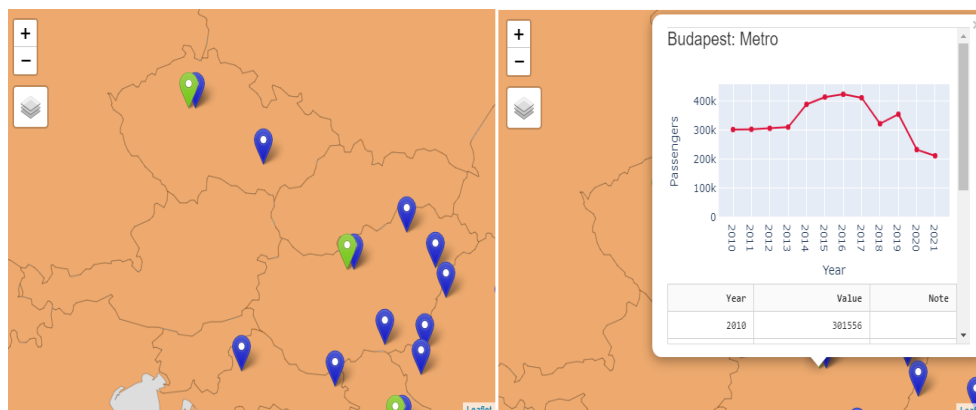 +
−
Leaflet
+
−
Budapest: Metro
Passengers
400k
300k
200k
100k
0
2010 2011 2012 2013 2014 2015 2016 2017 2018 2019 2020 2021
Year
Year Value Note
2010 301556